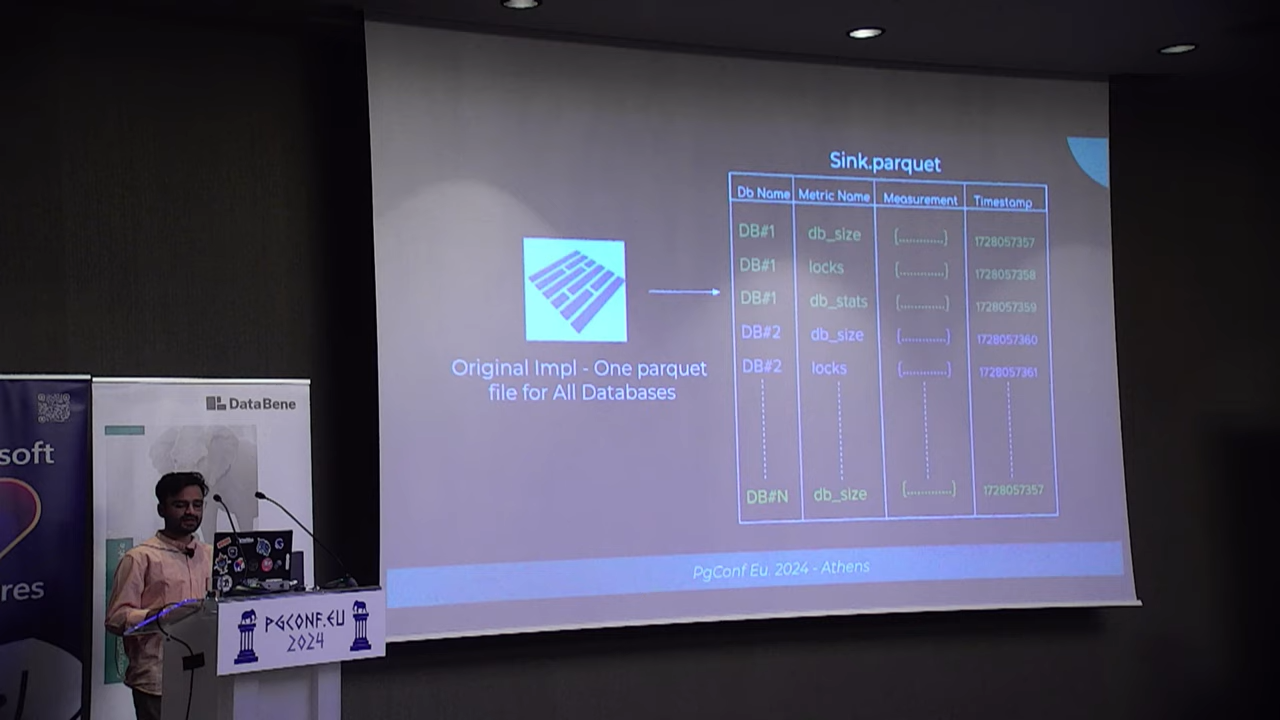 Sink.parquet
Db Name Metric Name Measurement Timestamp
DB#1 db_size {............} 1728057357
DB#1 locks {............} 1728057358
DB#1 db_stats {............} 1728057359
DB#2 db_size {............} 1728057360
DB#2 locks {............} 1728057361
DB#N db_size {............} 1728057357
Original Impl - One parquet
file for All Databases
PgConf Eu. 2024 - Athens
DataBene
soft
res
PGCONF.EU
2024